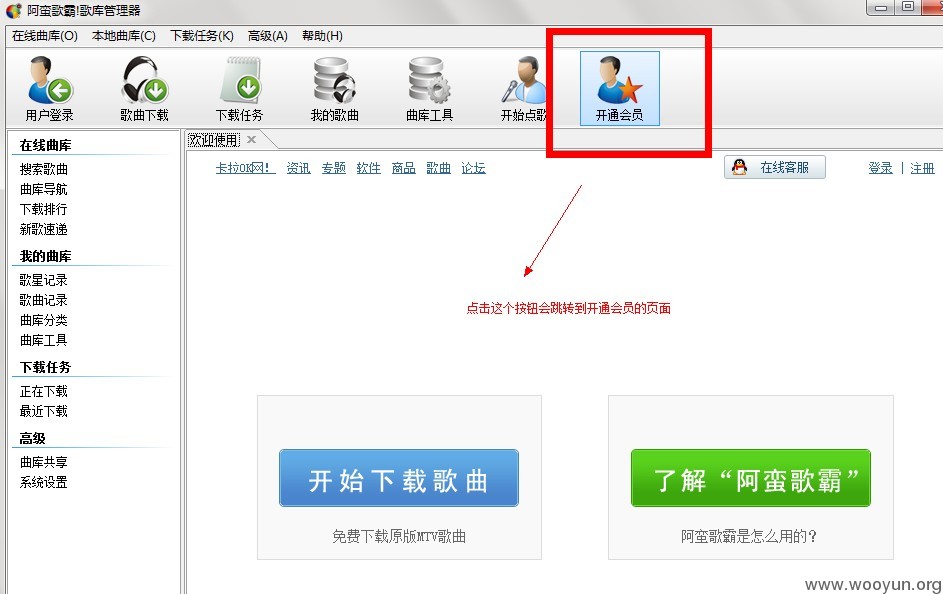 阿蛮歌霸!歌库管理器
在线曲库(O) 本地曲库(C) 下载任务(K) 高级(A) 帮助(H)
用户登录 歌曲下载 下载任务 我的歌曲 曲库工具 开始点歌 开通会员
在线曲库
搜索歌曲
曲库导航
下载排行
新歌速递
我的曲库
歌星记录
歌曲记录
曲库分类
曲库工具
下载任务
正在下载
最近下载
高级
曲库共享
系统设置
欢迎使用
卡拉OK网! 资讯 专题 软件 商品 歌曲 论坛 在线客服 登录 | 注册
点击这个按钮会跳转到开通会员的页面
开始下载歌曲
免费下载原版MTV歌曲
了解“阿蛮歌霸”
阿蛮歌霸是怎么用的?
www.wooyun.org